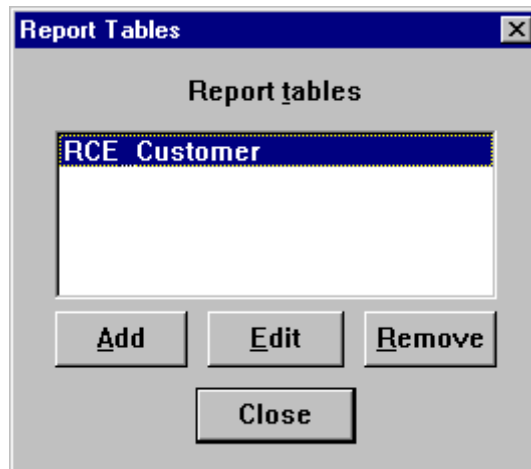 Report Tables
Report tables
RCE Customer
Add Edit Remove
Close